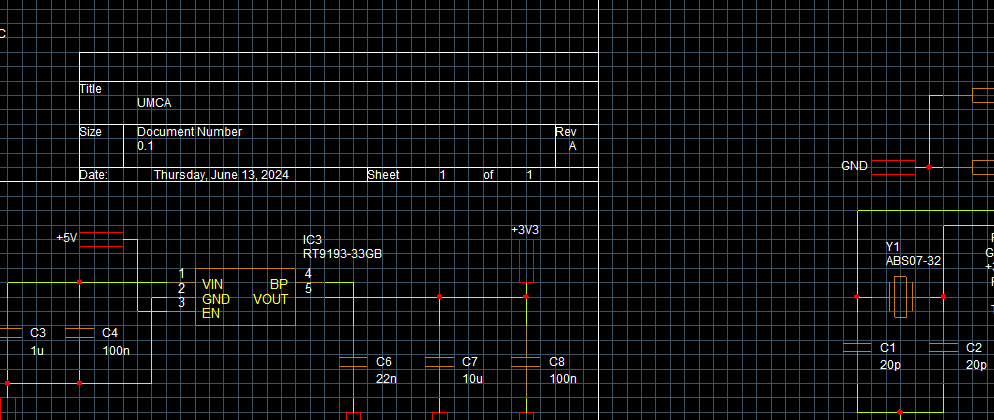 C
Title
UMCA
Size Document Number Rev
0.1 A
Date: Thursday, June 13, 2024 Sheet 1 of 1
GND
+5V
IC3
RT9193-33GB
1 VIN BP 4
2 GND VOUT 5
3 EN
+3V3
C3
1u
C4
100n
C6
22n
C7
10u
C8
100n
Y1
ABS07-32
C1
20p
C2
20p
G
+